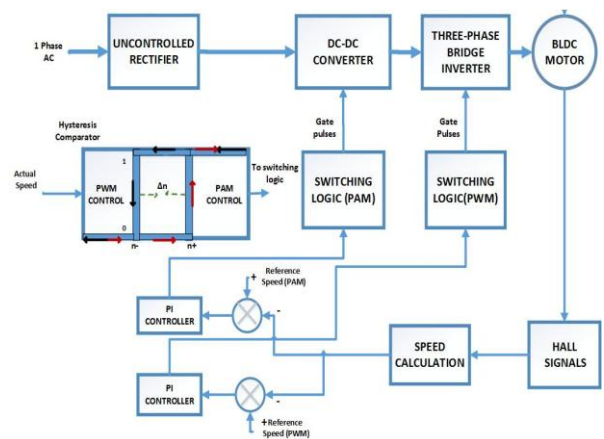 1 Phase
AC
UNCONTROLLED
RECTIFIER
DC-DC
CONVERTER
THREE-PHASE
BRIDGE
INVERTER
BLDC
MOTOR
Hysteresis
Comparator
Gate
pulses
Gate
Pulses
Actual
Speed
1
PWM
CONTROL
Δn
PAM
CONTROL
0
n-
n+
To switching
logic
SWITCHING
LOGIC (PAM)
SWITCHING
LOGIC(PWM)
+ Reference
Speed (PAM)
-
PI
CONTROLLER
SPEED
CALCULATION
HALL
SIGNALS
PI
CONTROLLER
-
+Reference
Speed (PWM)